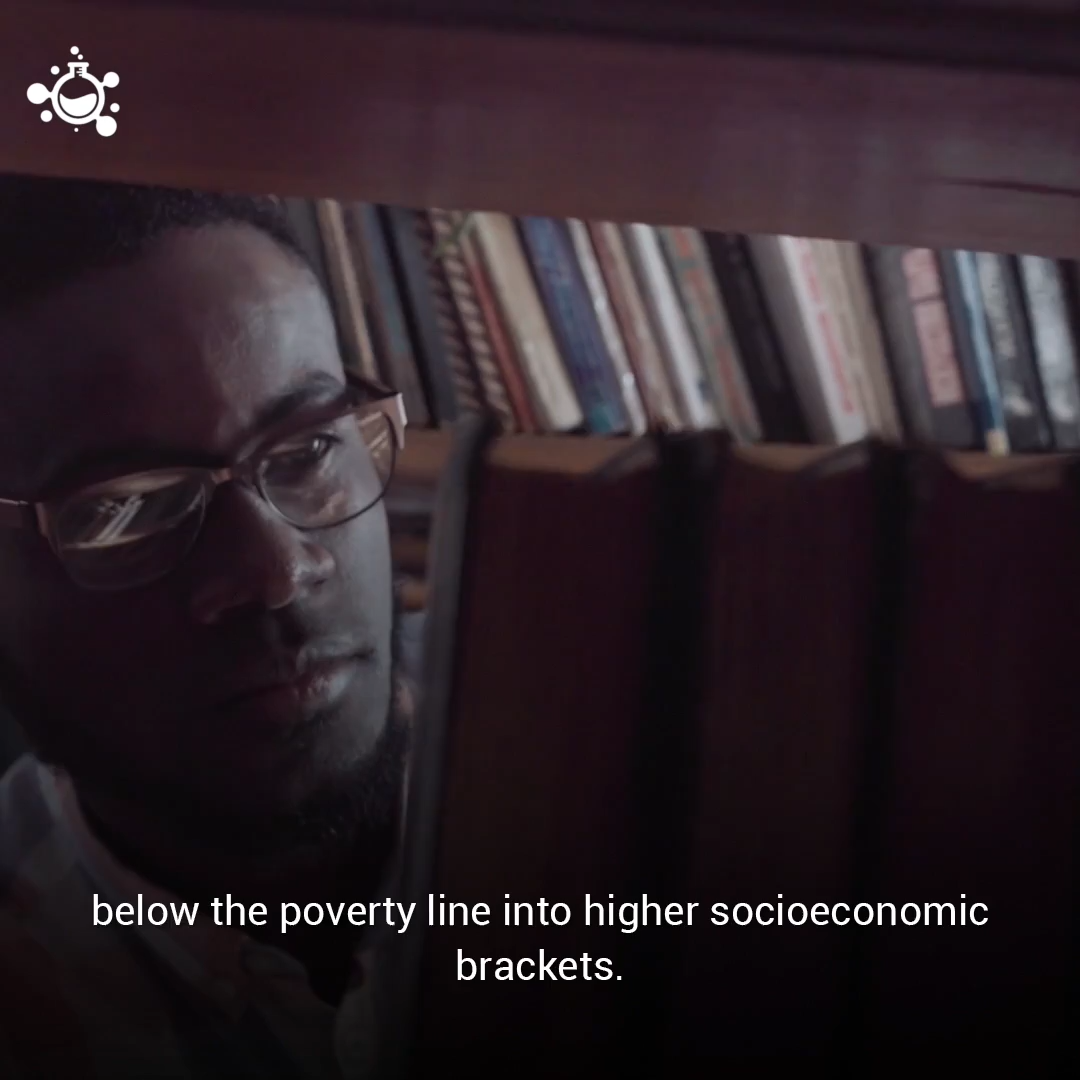 below the poverty line into higher socioeconomic
brackets.